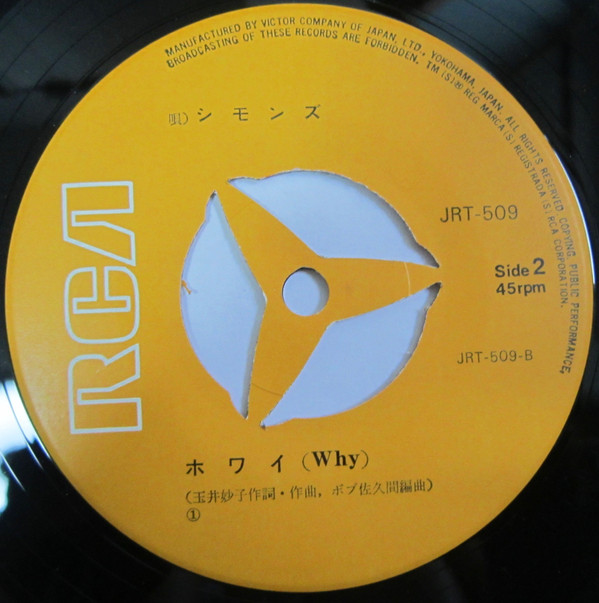 MANUFACTURED BY VICTOR COMPANY OF JAPAN, LTD., YOKOHAMA, JAPAN. ALL RIGHTS RESERVED. COPYING, PUBLIC PERFORMANCE,
BROADCASTING OF THESE RECORDS ARE FORBIDDEN. TM(S)® REG. MARCA(S) REGISTRADA(S) RCA CORPORATION.
唄) シモンズ
RCA
JRT-509
Side 2
45rpm
JRT-509-B
ホワイ (Why)
(玉井妙子作詞・作曲, ボブ佐久間編曲)
①